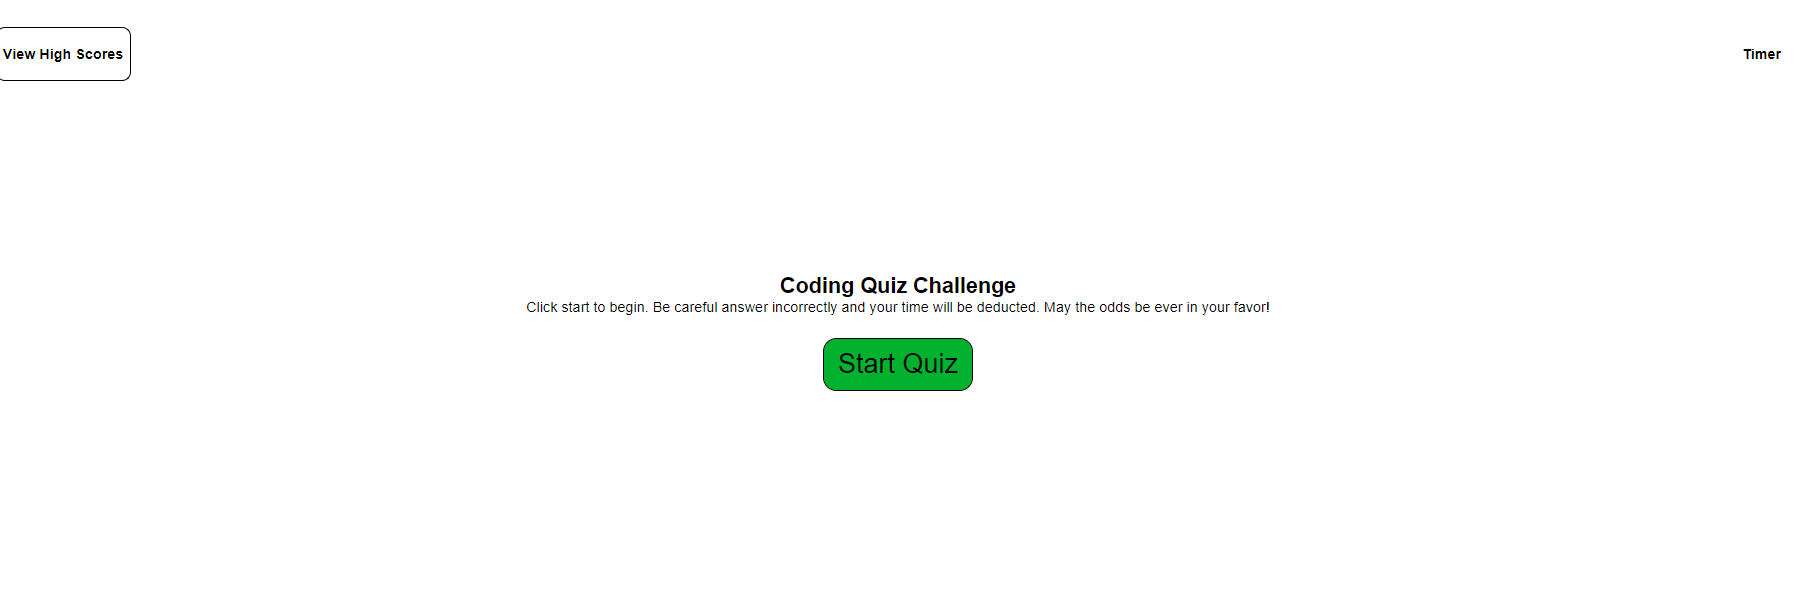 View High Scores
Timer
Coding Quiz Challenge
Click start to begin. Be careful answer incorrectly and your time will be deducted. May the odds be ever in your favor!
Start Quiz